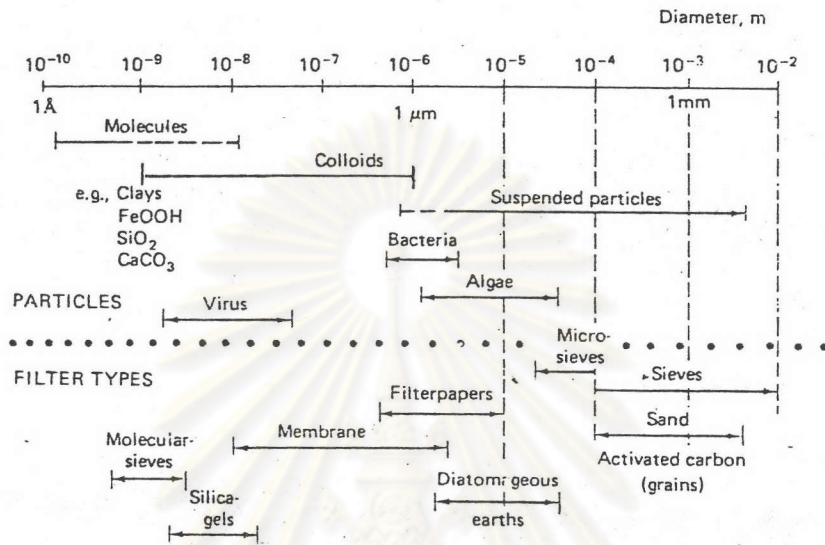 Diameter, m
10⁻¹⁰ 10⁻⁹ 10⁻⁸ 10⁻⁷ 10⁻⁶ 10⁻⁵ 10⁻⁴ 10⁻³ 10⁻²
1Å 1 μm 1mm
Molecules
Colloids
e.g., Clays
FeOOH
SiO₂
CaCO₃
Suspended particles
Bacteria
Algae
PARTICLES
Virus
Micro-
sieves
FILTER TYPES
Sieves
Filterpapers
Sand
Membrane
Molecular-
sieves
Activated carbon
(grains)
Silica-
gels
Diatom geous
earths